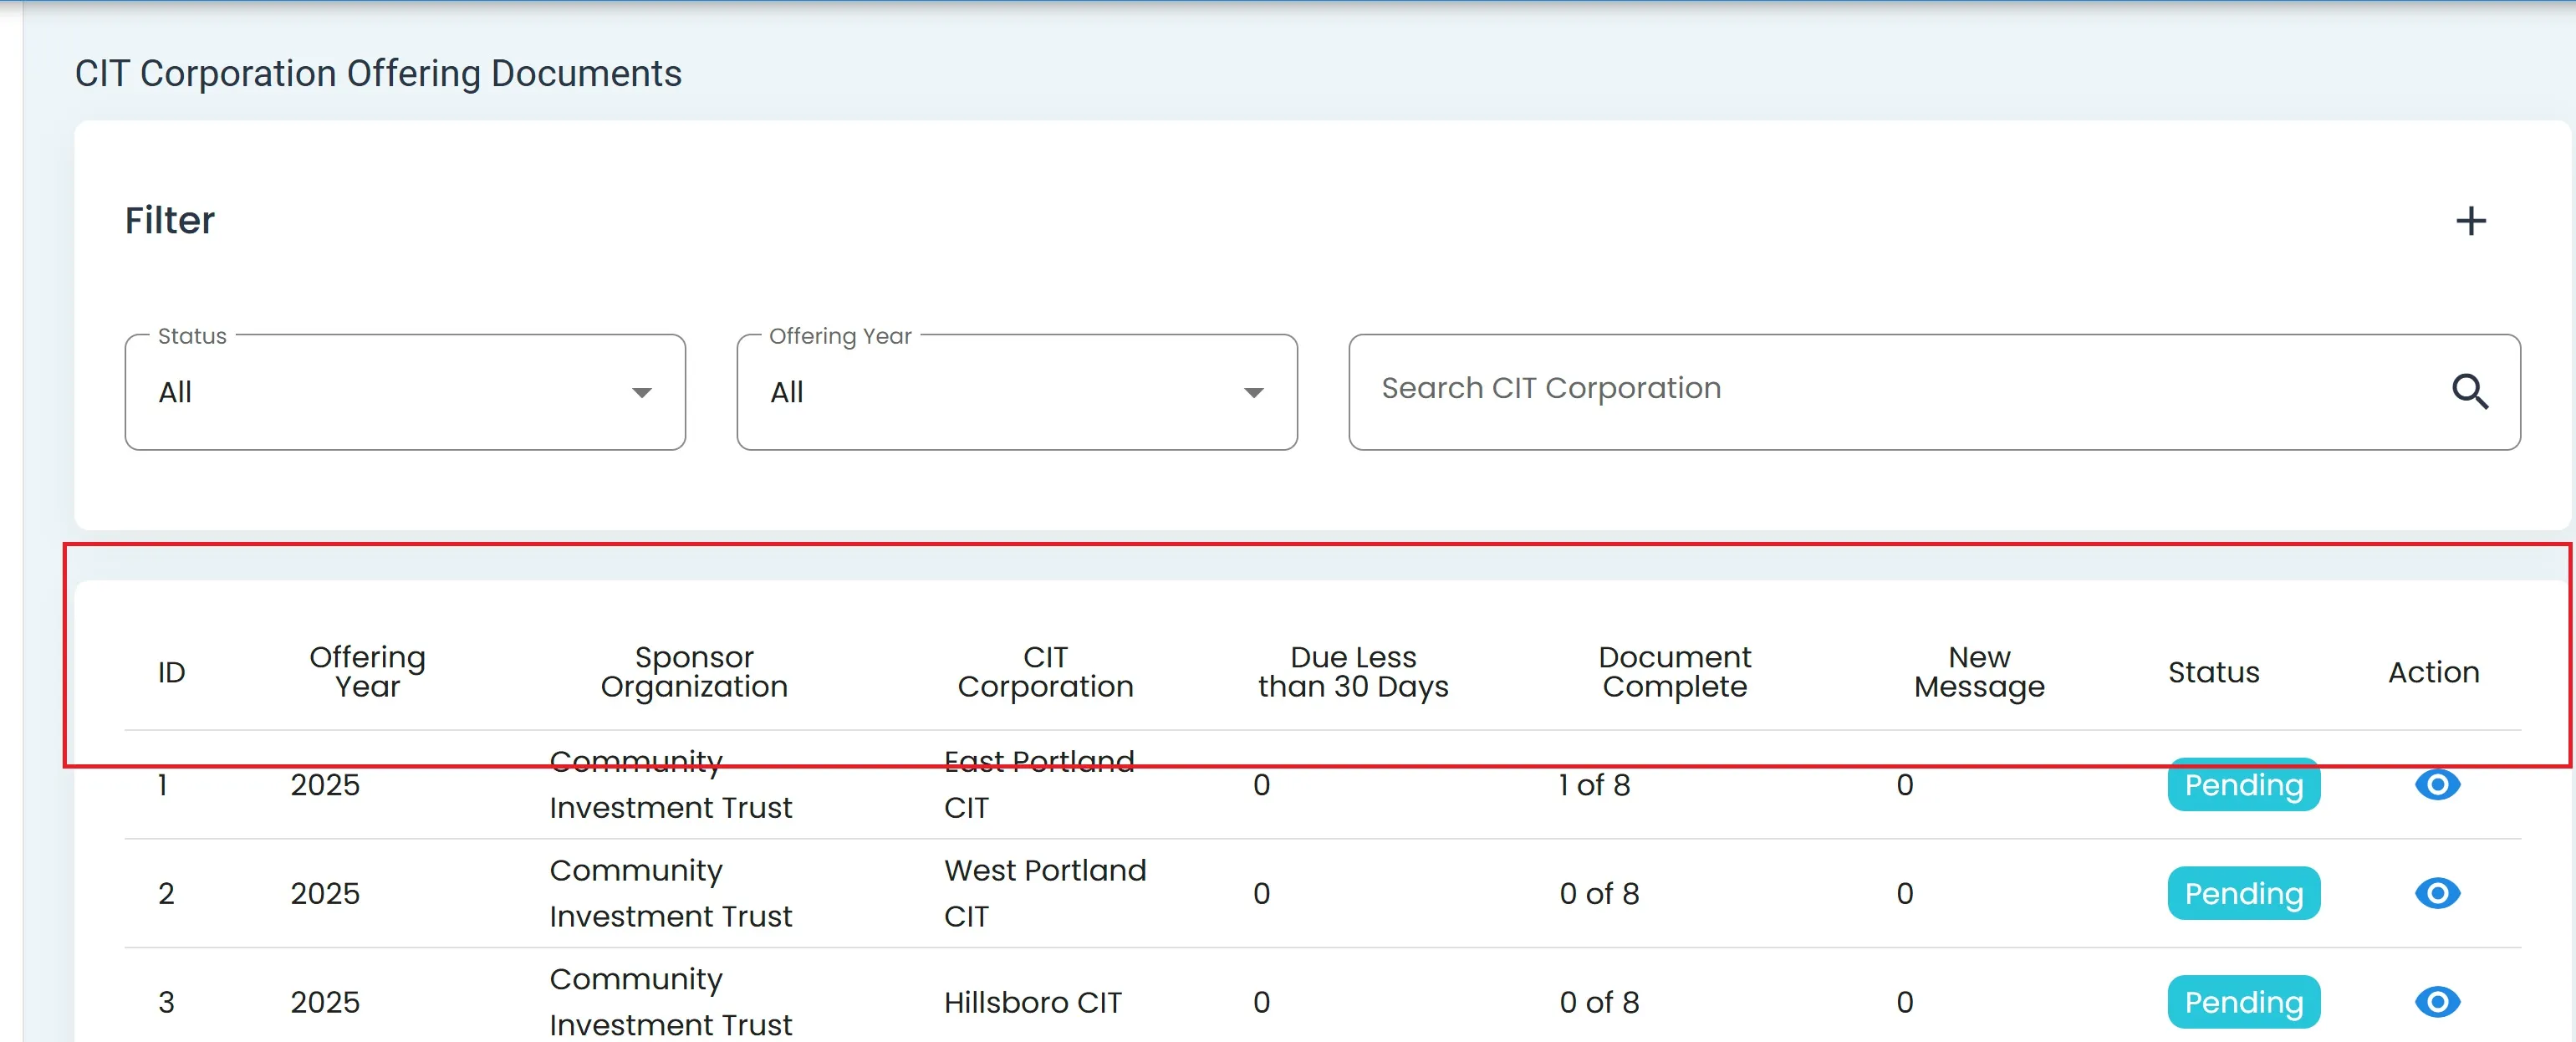 CIT Corporation Offering Documents
Filter
Status
All
Offering Year
All
Search CIT Corporation
ID
Offering
Year
Sponsor
Organization
CIT
Corporation
Due Less
than 30 Days
Document
Complete
New
Message
Status
Action
1
2025
Community
Investment Trust
East Portland
CIT
0
1 of 8
0
Pending
2
2025
Community
Investment Trust
West Portland
CIT
0
0 of 8
0
Pending
3
2025
Community
Investment Trust
Hillsboro CIT
0
0 of 8
0
Pending